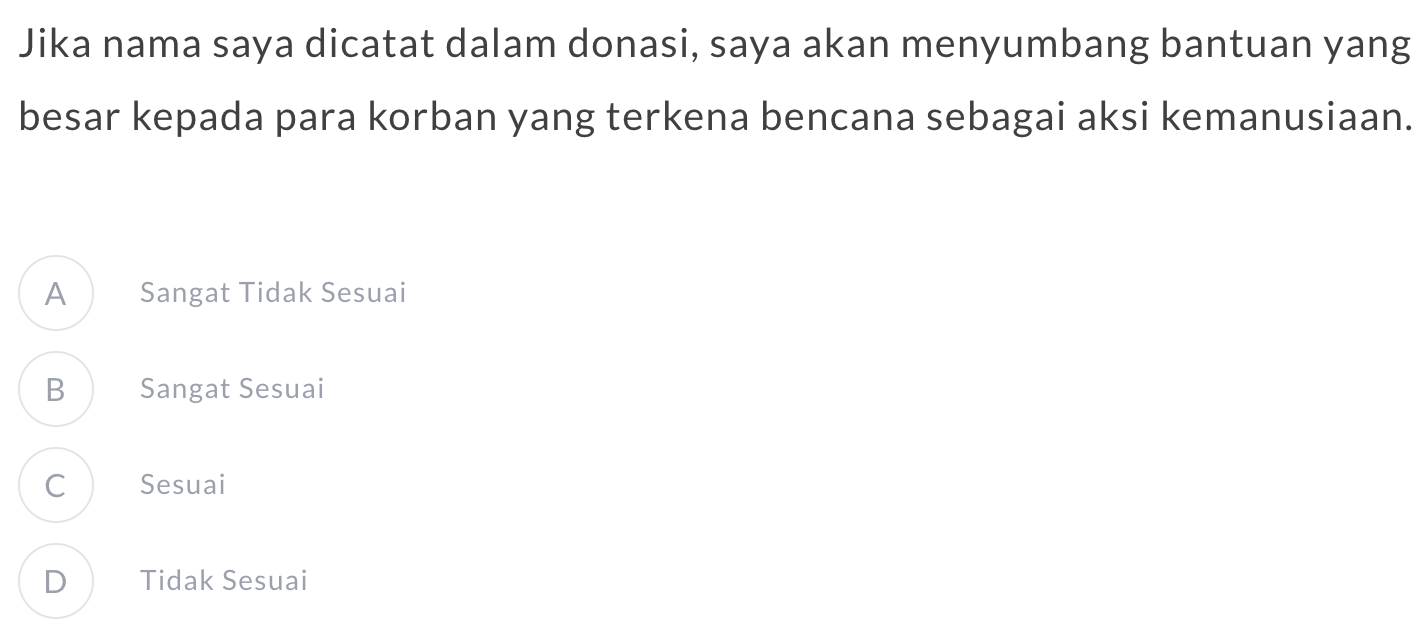 Jika nama saya dicatat dalam donasi, saya akan menyumbang bantuan yang
besar kepada para korban yang terkena bencana sebagai aksi kemanusiaan.
A Sangat Tidak Sesuai
B Sangat Sesuai
C Sesuai
D Tidak Sesuai